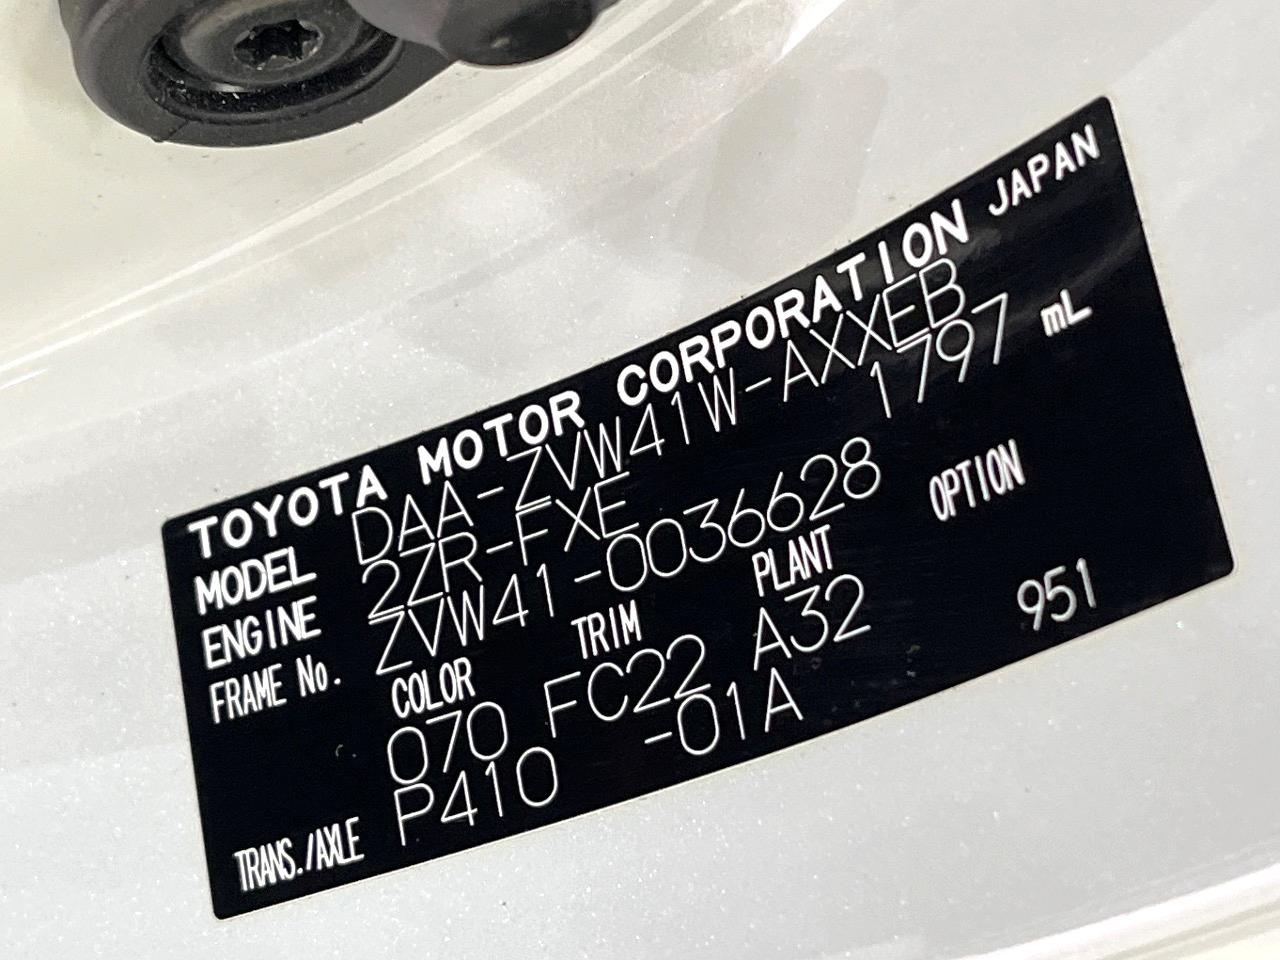 TOYOTA MOTOR CORPORATION JAPAN
MODEL DAA-ZVW41W-AXXEB
ENGINE 2ZR-FXE 1797 mL
FRAME No. ZVW41-0036628
COLOR TRIM PLANT OPTION
070 FC22 A32 951
TRANS./AXLE P410 -01A